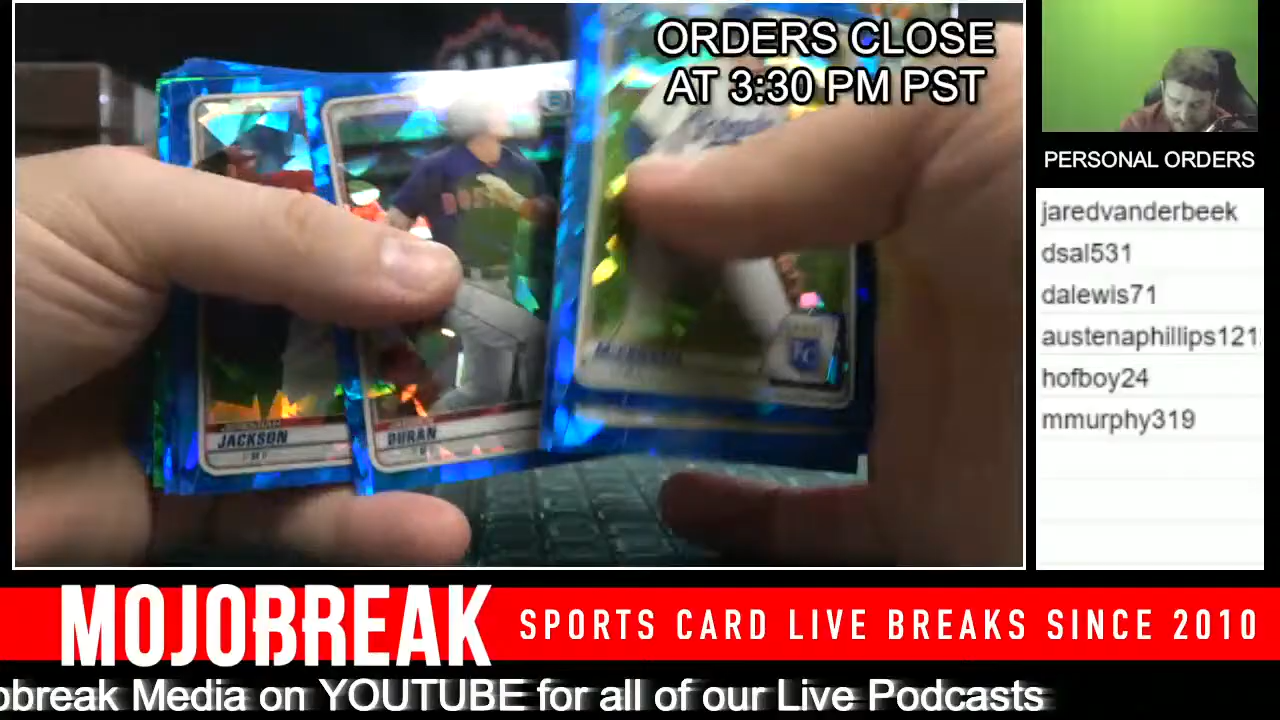 ORDERS CLOSE
AT 3:30 PM PST
JACKSON
DURAN
KC
PERSONAL ORDERS
jaredvanderbeek
dsal531
dalewis71
austenaphillips121
hofboy24
mmurphy319
MOJOBREAK
SPORTS CARD LIVE BREAKS SINCE 2010
obreak Media on YOUTUBE for all of our Live Podcasts